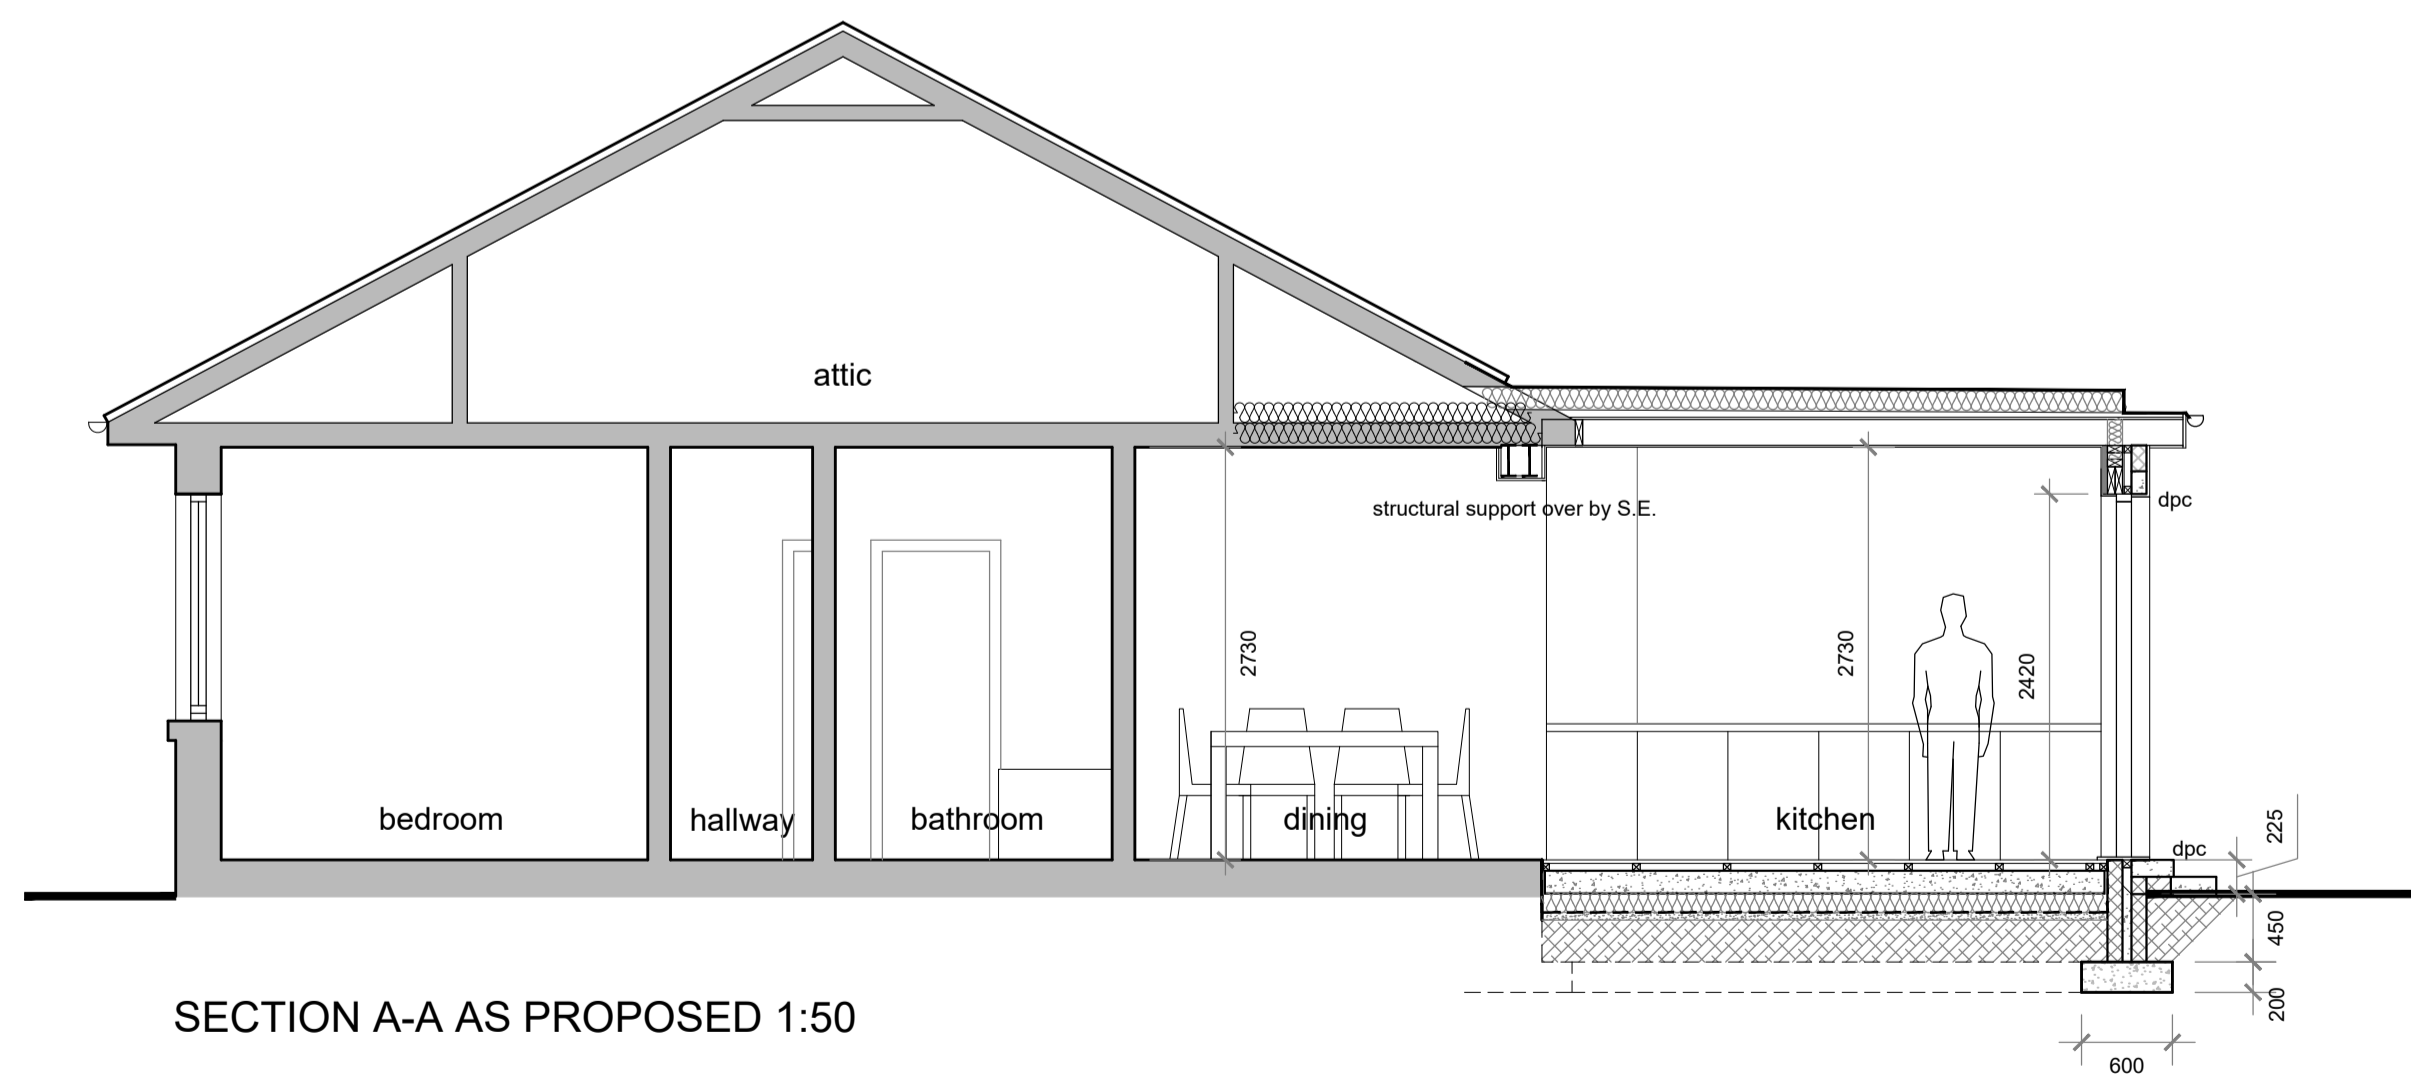 attic
structural support over by S.E.
dpc
2730
2730
2420
bedroom
hallway
bathroom
dining
kitchen
dpc
225
450
200
600
SECTION A-A AS PROPOSED 1:50